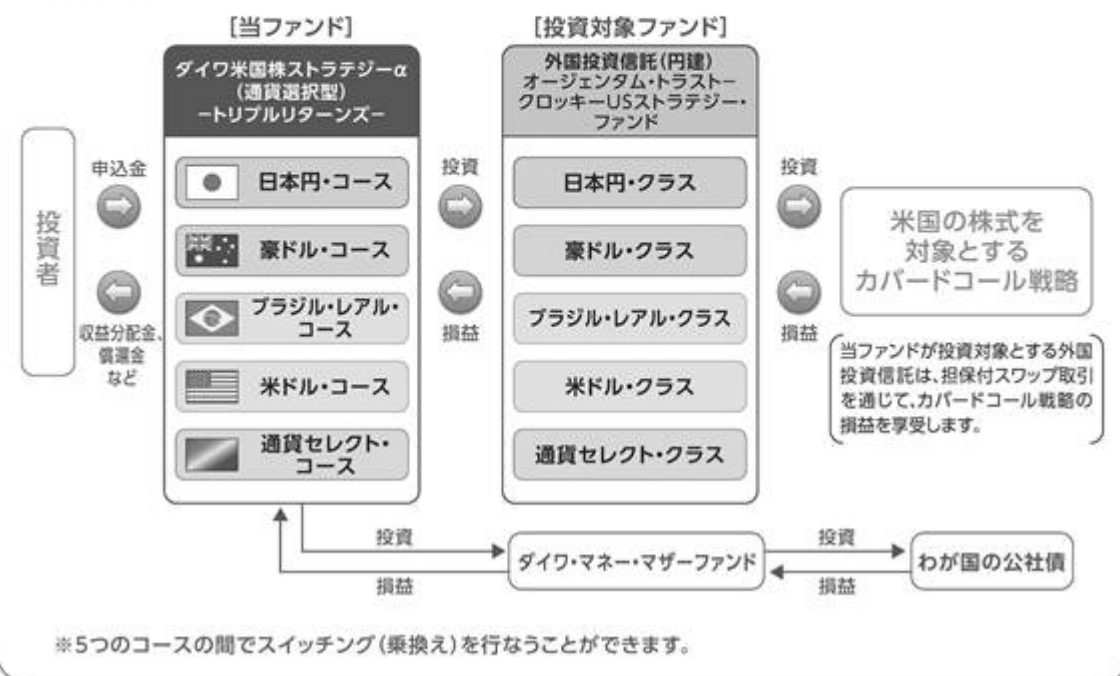 [当ファンド]
ダイワ米国株ストラテジーα
(通貨選択型)
－トリプルリターンズ－
日本円・コース
豪ドル・コース
ブラジル・レアル・
コース
米ドル・コース
通貨セレクト・
コース
[投資対象ファンド]
外国投資信託(円建)
オージェンタム・トラスト－
クロッキーUSストラテジー・
ファンド
日本円・クラス
豪ドル・クラス
ブラジル・レアル・クラス
米ドル・クラス
通貨セレクト・クラス
投資者
申込金
収益分配金、
償還金
など
投資
損益
投資
損益
米国の株式を
対象とする
カバードコール戦略
当ファンドが投資対象とする外国
投資信託は、担保付スワップ取引
を通じて、カバードコール戦略の
損益を享受します。
投資
損益
ダイワ・マネー・マザーファンド
投資
損益
わが国の公社債
※5つのコースの間でスイッチング(乗換え)を行なうことができます。